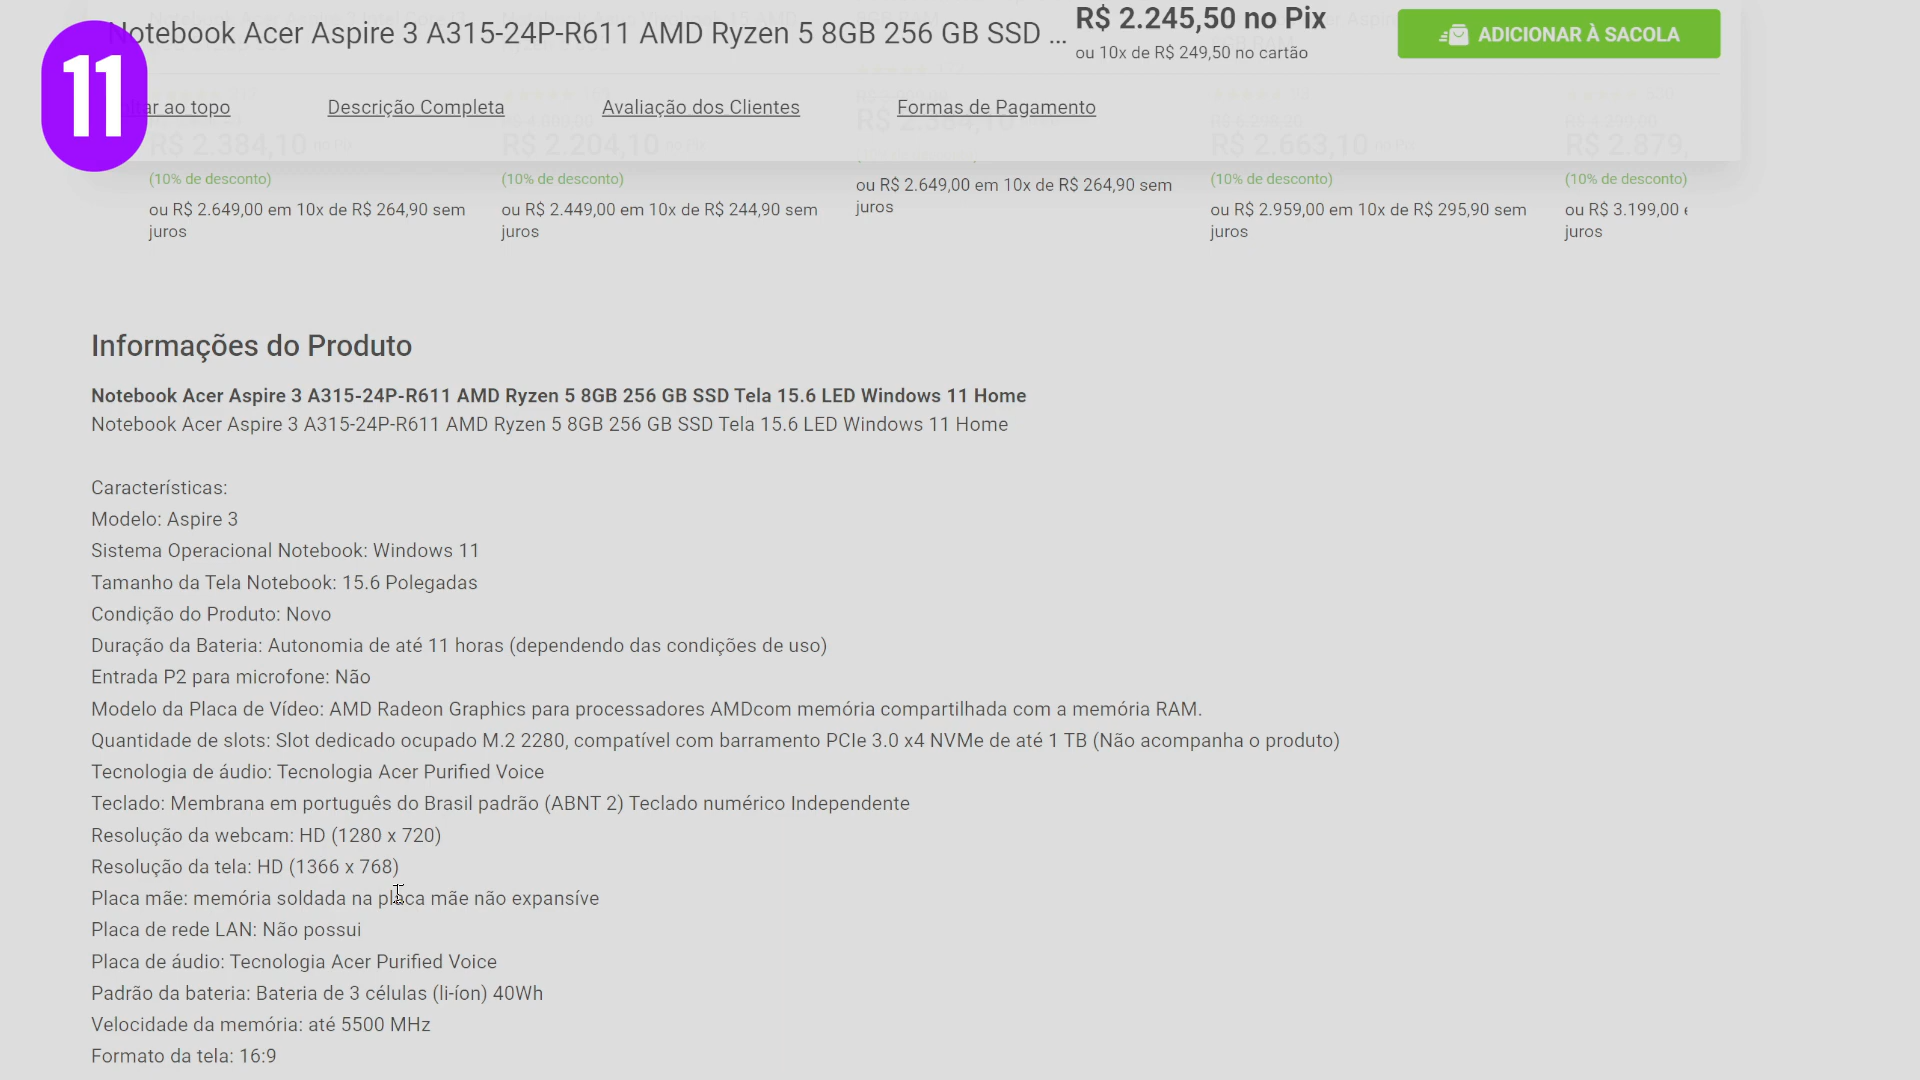 Notebook Acer Aspire 3 A315-24P-R611 AMD Ryzen 5 8GB 256 GB SSD ...
R$ 2.245,50 no Pix
ou 10x de R$ 249,50 no cartão
ADICIONAR À SACOLA
11
ltar ao topo
Descrição Completa
Avaliação dos Clientes
Formas de Pagamento
R$ 2.384,10 no Pix
R$ 2.204,10 no Pix
R$ 2.384,10
R$ 2.663,10 no Pix
R$ 2.879,
(10% de desconto)
(10% de desconto)
(10% de desconto)
(10% de desconto)
ou R$ 2.649,00 em 10x de R$ 264,90 sem
juros
ou R$ 2.449,00 em 10x de R$ 244,90 sem
juros
ou R$ 2.649,00 em 10x de R$ 264,90 sem
juros
ou R$ 2.959,00 em 10x de R$ 295,90 sem
juros
ou R$ 3.199,00
juros
Informações do Produto
Notebook Acer Aspire 3 A315-24P-R611 AMD Ryzen 5 8GB 256 GB SSD Tela 15.6 LED Windows 11 Home
Notebook Acer Aspire 3 A315-24P-R611 AMD Ryzen 5 8GB 256 GB SSD Tela 15.6 LED Windows 11 Home
Características:
Modelo: Aspire 3
Sistema Operacional Notebook: Windows 11
Tamanho da Tela Notebook: 15.6 Polegadas
Condição do Produto: Novo
Duração da Bateria: Autonomia de até 11 horas (dependendo das condições de uso)
Entrada P2 para microfone: Não
Modelo da Placa de Vídeo: AMD Radeon Graphics para processadores AMDcom memória compartilhada com a memória RAM.
Quantidade de slots: Slot dedicado ocupado M.2 2280, compatível com barramento PCIe 3.0 x4 NVMe de até 1 TB (Não acompanha o produto)
Tecnologia de áudio: Tecnologia Acer Purified Voice
Teclado: Membrana em português do Brasil padrão (ABNT 2) Teclado numérico Independente
Resolução da webcam: HD (1280 x 720)
Resolução da tela: HD (1366 x 768)
Placa mãe: memória soldada na placa mãe não expansíve
Placa de rede LAN: Não possui
Placa de áudio: Tecnologia Acer Purified Voice
Padrão da bateria: Bateria de 3 células (li-íon) 40Wh
Velocidade da memória: até 5500 MHz
Formato da tela: 16:9